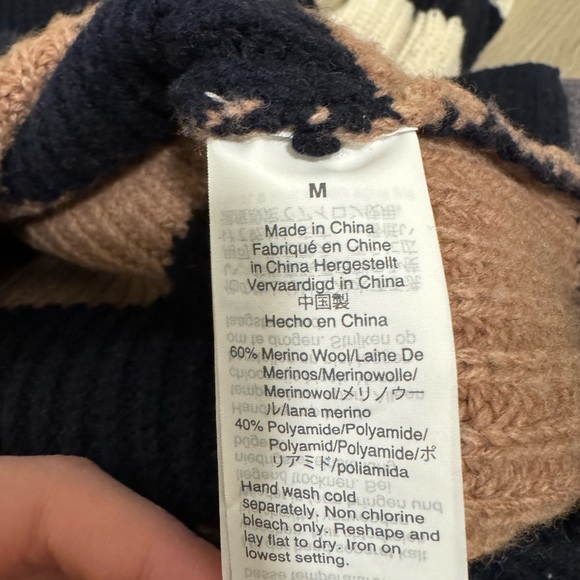 M
Made in China
Fabriqué en Chine
in China Hergestellt
Vervaardigd in China
中国製
Hecho en China
60% Merino Wool/Laine De
Merinos/Merinowolle/
Merinowol/メリノウー
ル/lana merino
40% Polyamide/Polyamide/
Polyamid/Polyamide/ポ
リアミド/poliamida
Hand wash cold
separately. Non chlorine
bleach only. Reshape and
lay flat to dry. Iron on
lowest setting.